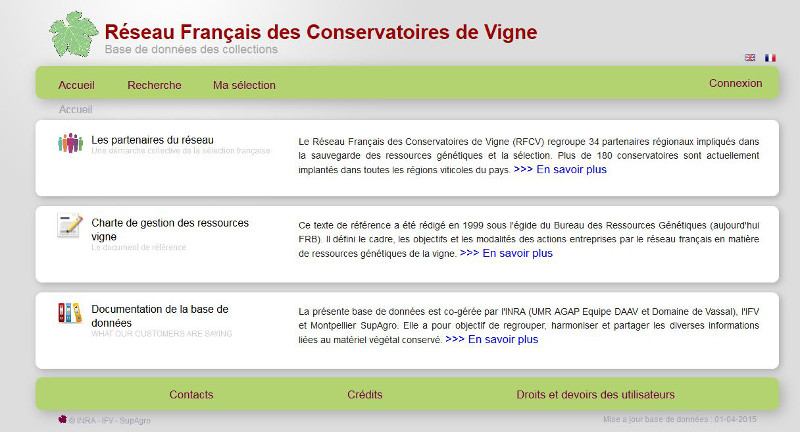 Réseau Français des Conservatoires de Vigne
Base de données des collections
Accueil Recherche Ma sélection Connexion
Accueil
Les partenaires du réseau
Une démarche collective de la sélection française
Le Réseau Français des Conservatoires de Vigne (RFCV) regroupe 34 partenaires régionaux impliqués dans
la sauvegarde des ressources génétiques et la sélection. Plus de 180 conservatoires sont actuellement
implantés dans toutes les régions viticoles du pays. >>> En savoir plus
Charte de gestion des ressources
vigne
Le document de référence
Ce texte de référence a été rédigé en 1999 sous l'égide du Bureau des Ressources Génétiques (aujourd'hui
FRB). Il défini le cadre, les objectifs et les modalités des actions entreprises par le réseau français en matière
de ressources génétiques de la vigne. >>> En savoir plus
Documentation de la base de
données
WHAT OUR CUSTOMERS ARE SAYING
La présente base de données est co-gérée par l'INRA (UMR AGAP Equipe DAAV et Domaine de Vassal), l'IFV
et Montpellier SupAgro. Elle a pour objectif de regrouper, harmoniser et partager les diverses informations
liées au matériel végétal conservé. >>> En savoir plus
Contacts Crédits Droits et devoirs des utilisateurs
© INRA - IFV - SupAgro Mise à jour base de données : 01-04-2015